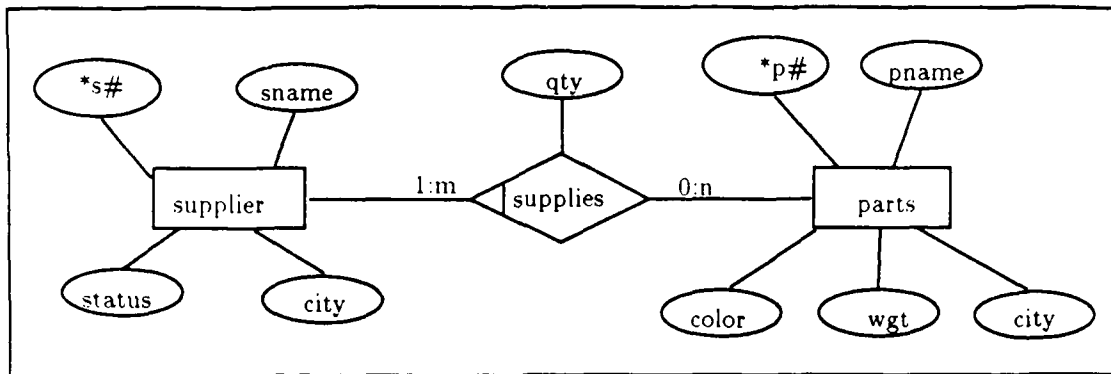 *s#
sname
qty
*p#
pname
supplier
1:m
supplies
0:n
parts
status
city
color
wgt
city